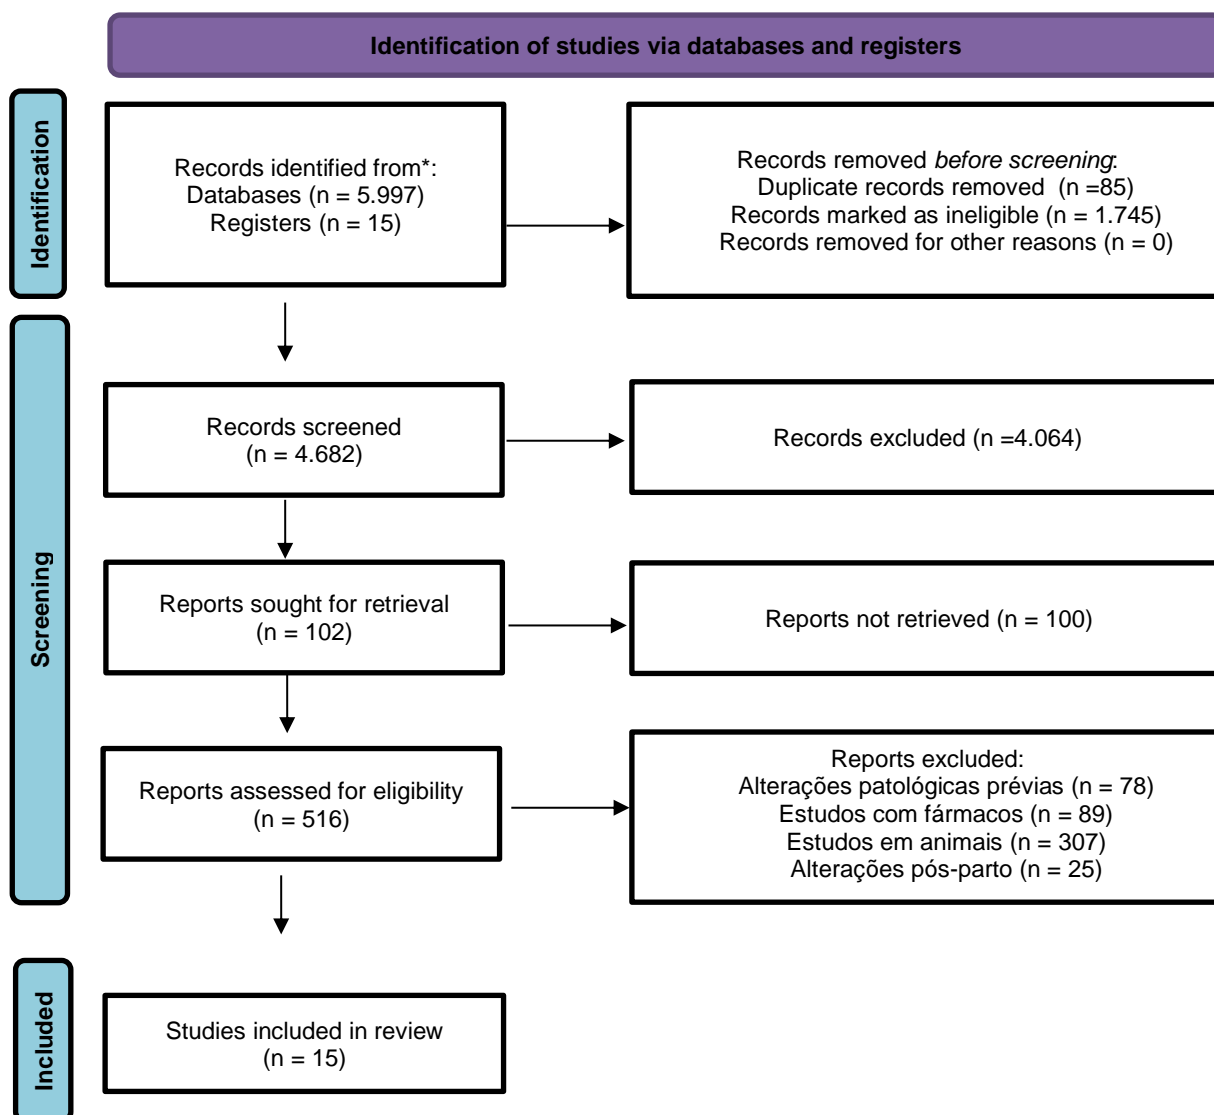 Identification of studies via databases and registers
Identification
Records identified from*:
Databases (n = 5.997)
Registers (n = 15)
Records removed before screening:
Duplicate records removed (n =85)
Records marked as ineligible (n = 1.745)
Records removed for other reasons (n = 0)
Screening
Records screened
(n = 4.682)
Records excluded (n =4.064)
Reports sought for retrieval
(n = 102)
Reports not retrieved (n = 100)
Reports assessed for eligibility
(n = 516)
Reports excluded:
Alterações patológicas prévias (n = 78)
Estudos com fármacos (n = 89)
Estudos em animais (n = 307)
Alterações pós-parto (n = 25)
Included
Studies included in review
(n = 15)